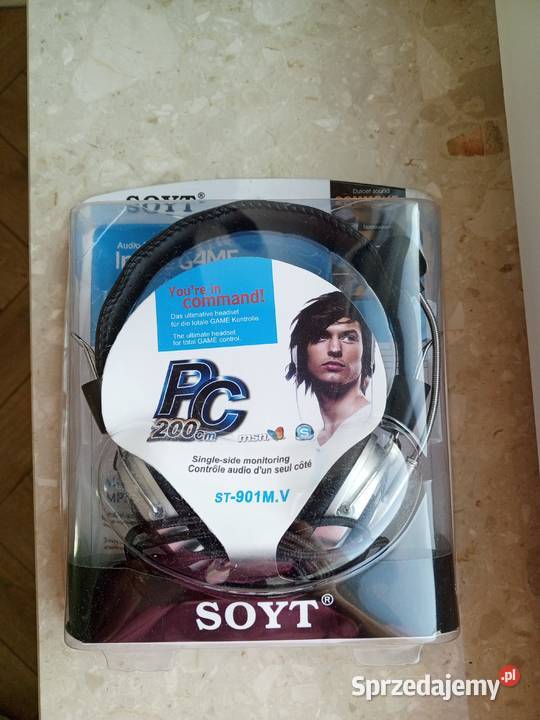 SOYT®
Dulcet sound
Audio
GAME
You're in
command!
Das ultimative headset
für die totale GAME Kontrolle.
The ultimate headset
for total GAME control.
PC
200cm
msn
S
Single-side monitoring
Contrôle audio d'un seul côté
ST-901M.V
SOYT®
Sprzedajemy.pl